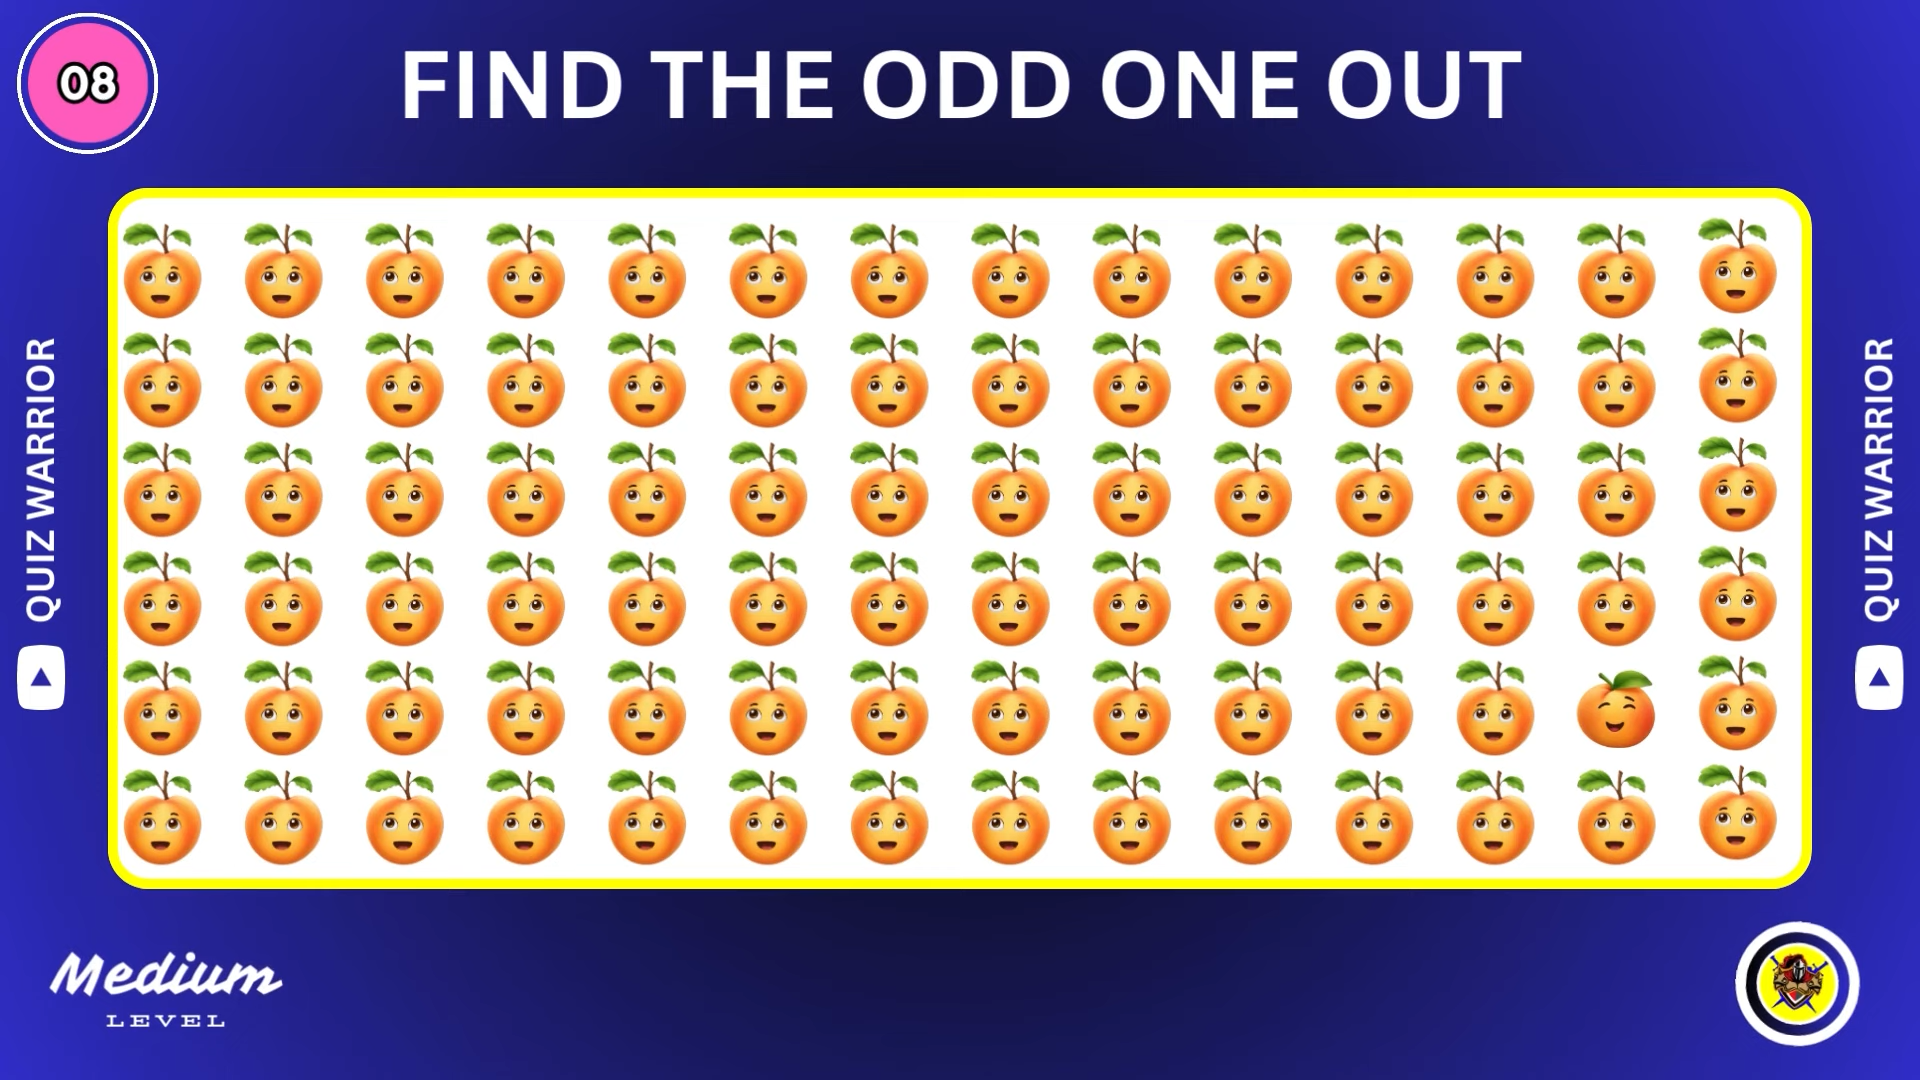 08
FIND THE ODD ONE OUT
QUIZ WARRIOR
QUIZ WARRIOR
Medium
LEVEL